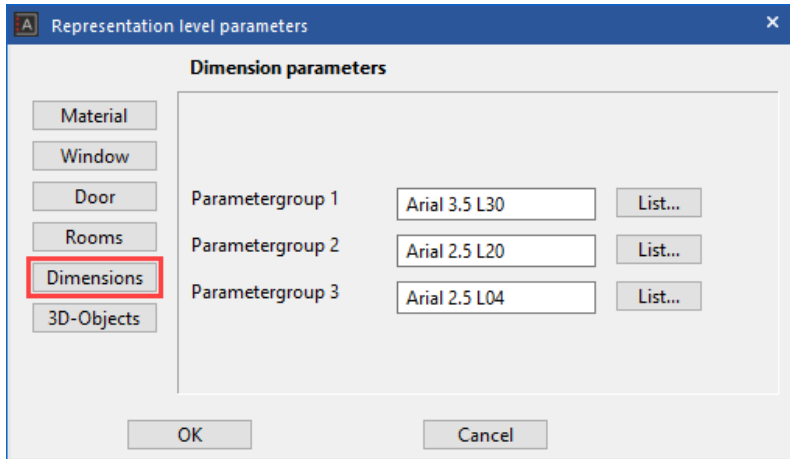 Representation level parameters
Dimension parameters
Material
Window
Door
Rooms
Dimensions
3D-Objects
Parametergroup 1 Arial 3.5 L30 List...
Parametergroup 2 Arial 2.5 L20 List...
Parametergroup 3 Arial 2.5 L04 List...
OK Cancel